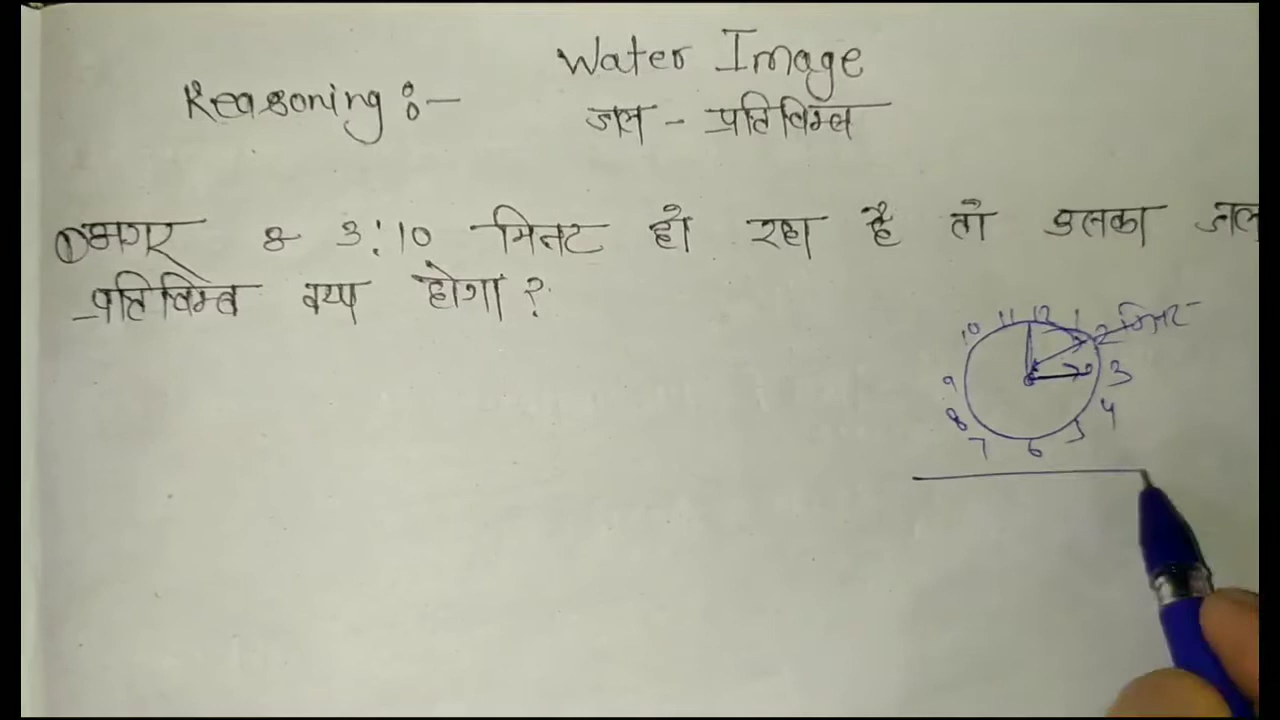 Water Image
Reasoning :-
जल - प्रतिबिम्ब
① अगर 8 3:10 मिनट हो रहा है तो उसका जल
प्रतिबिम्ब क्या होगा ?
10 11 12 1 2 मिनट
9 3
8 4
7 6 5